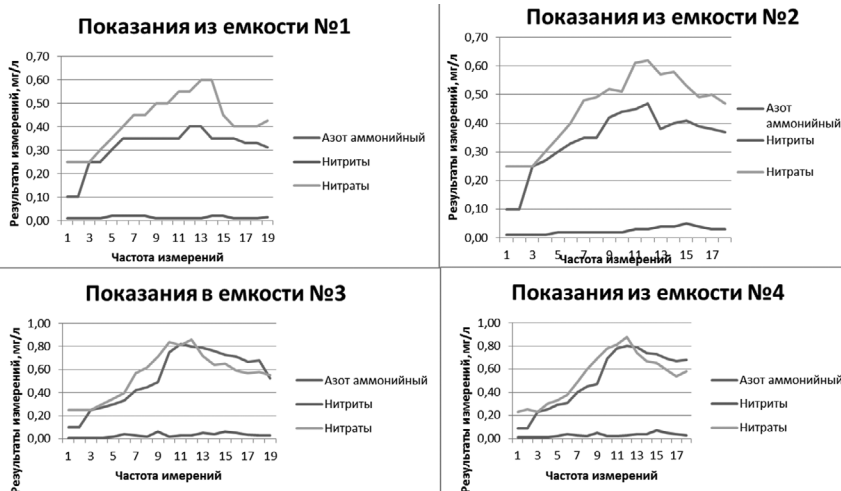 Показания из емкости №1
Результаты измерений,мг/л
0,70
0,60
0,50
0,40
0,30
0,20
0,10
0,00
1 3 5 7 9 11 13 15 17 19
Частота измерений
Азот аммонийный
Нитриты
Нитраты
Показания из емкости №2
Результаты измерений, мг/л
0,70
0,60
0,50
0,40
0,30
0,20
0,10
0,00
1 3 5 7 9 11 13 15 17
Частота измерений
Азот
аммонийный
Нитриты
Нитраты
Показания в емкости №3
Результаты измерений,мг/л
1,00
0,80
0,60
0,40
0,20
0,00
1 3 5 7 9 11 13 15 17 19
Частота имерений
Азот аммонийный
Нитриты
Нитраты
Показания из емкости №4
Результаты измерений,мг/л
1,00
0,80
0,60
0,40
0,20
0,00
1 3 5 7 9 11 13 15 17
Частота измерений
Азот аммонийный
Нитриты
Нитраты